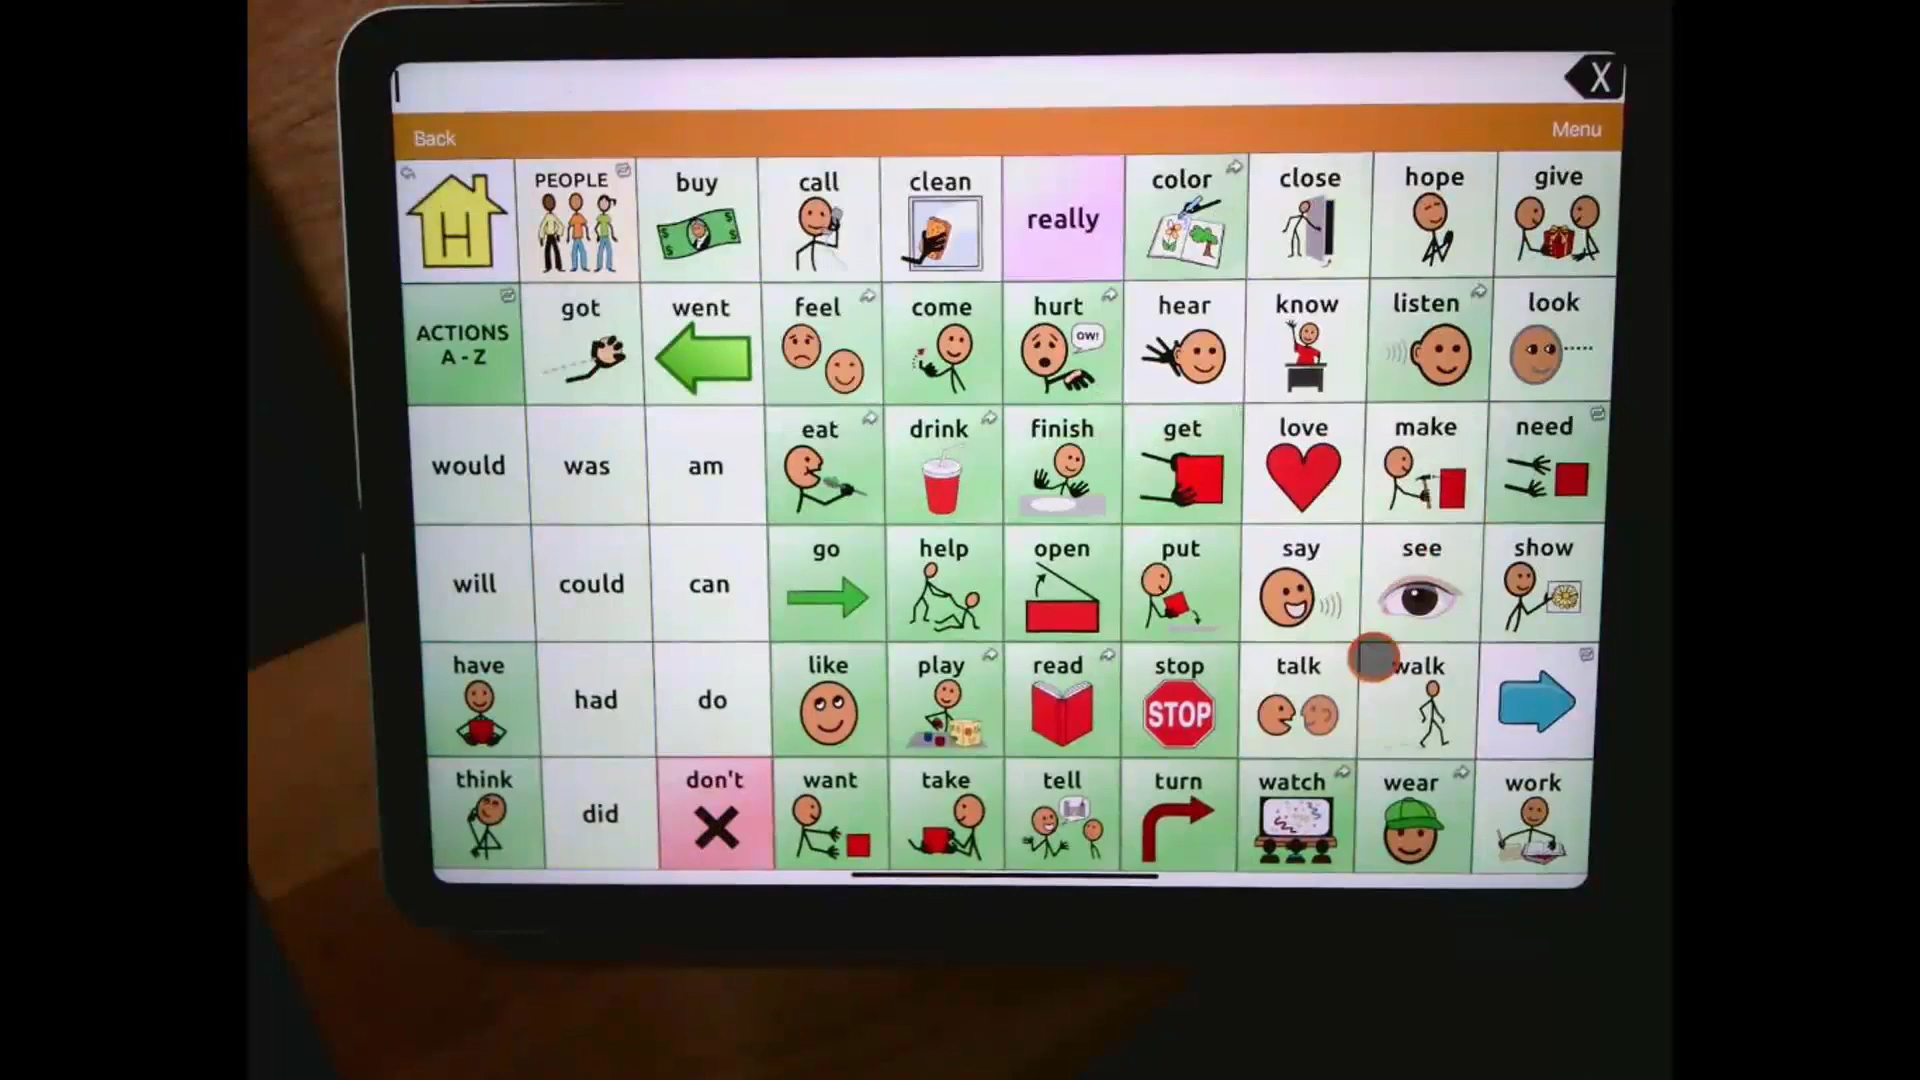 X
Back Menu
H PEOPLE buy call clean really color close hope give
ACTIONS
A - Z
got went feel come hurt OW! hear know listen look
would was am eat drink finish get love make need
will could can go help open put say see show
have had do like play read stop STOP talk walk
think did don't want take tell turn watch wear work